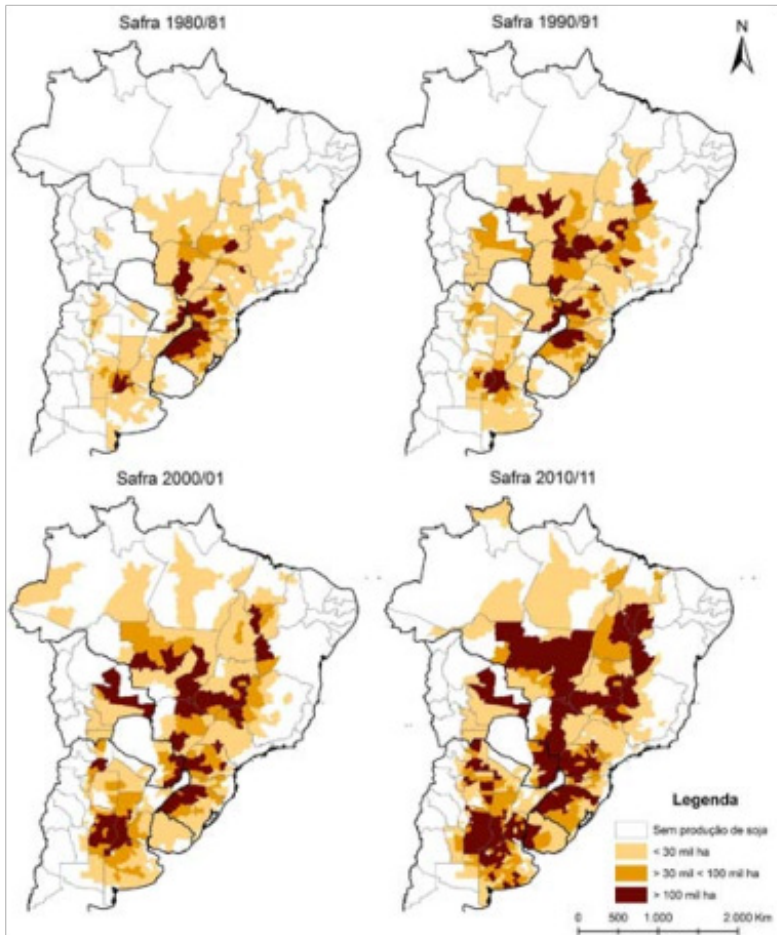 Safra 1980/81
Safra 1990/91
N
Safra 2000/01
Safra 2010/11
Legenda
Sem produção de soja
< 30 mil ha
> 30 mil < 100 mil ha
> 100 mil ha
0 500 1.000 2.000 Km